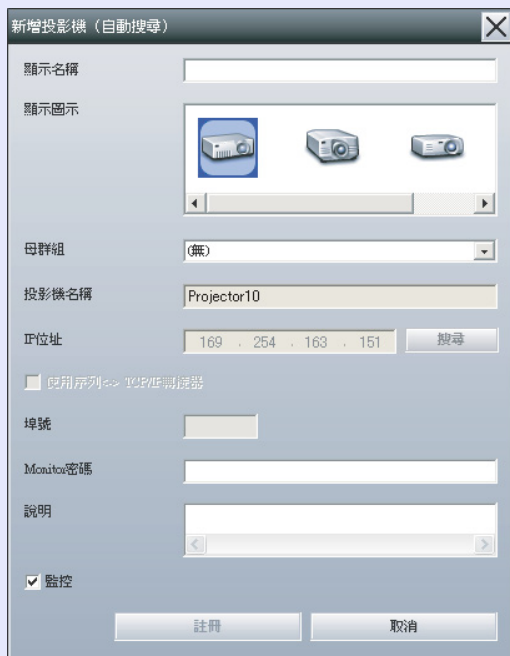 新增投影機（自動搜尋）
顯示名稱
顯示圖示
母群組 (無)
投影機名稱 Projector10
IP位址 169 . 254 . 163 . 151 搜尋
使用序列<-> TCP/IP轉接器
埠號
Monitor密碼
說明
監控
註冊 取消